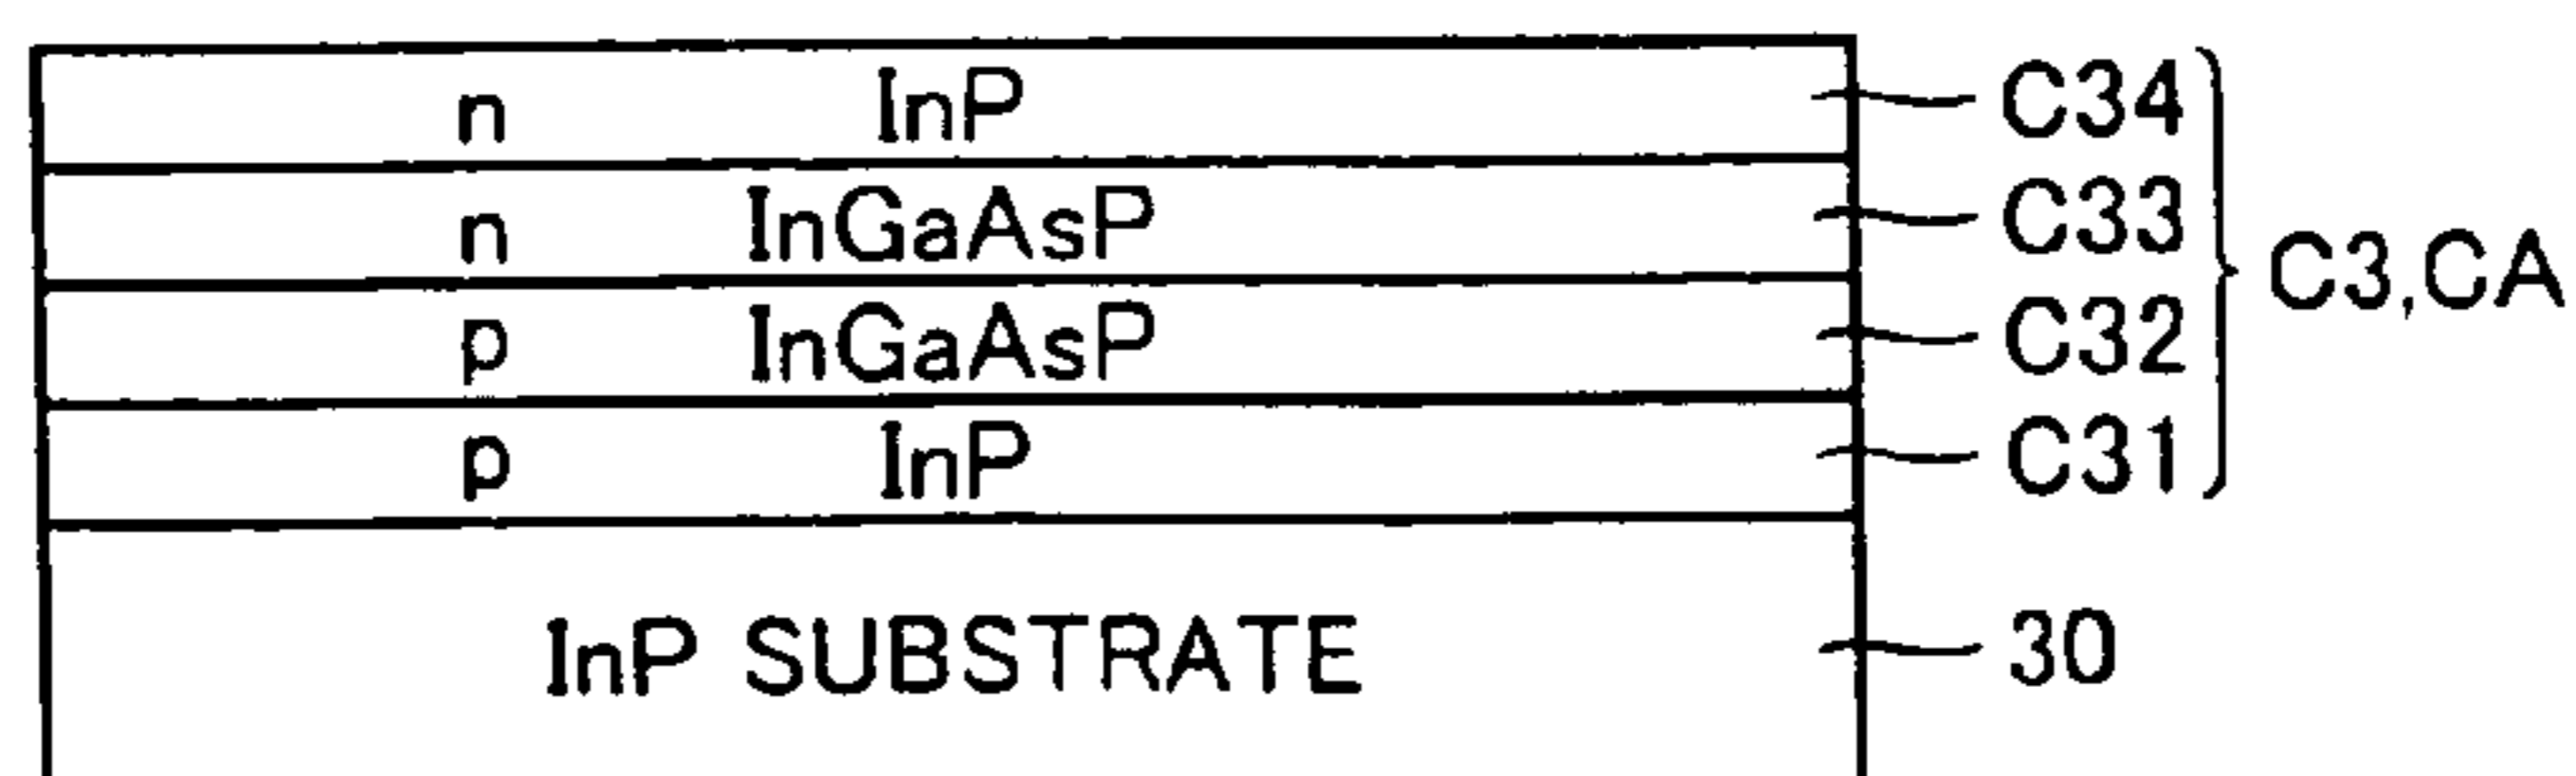 n InP C34
n InGaAsP C33
C3,CA
p InGaAsP C32
p InP C31
InP SUBSTRATE 30